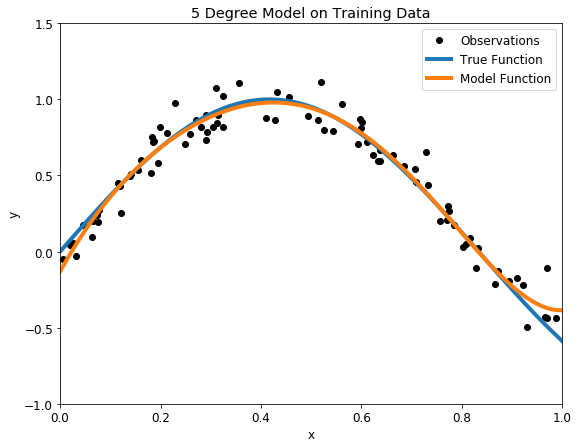 5 Degree Model on Training Data
1.5
1.0
0.5
0.0
−0.5
−1.0
y
Observations
True Function
Model Function
0.0 0.2 0.4 0.6 0.8 1.0
x